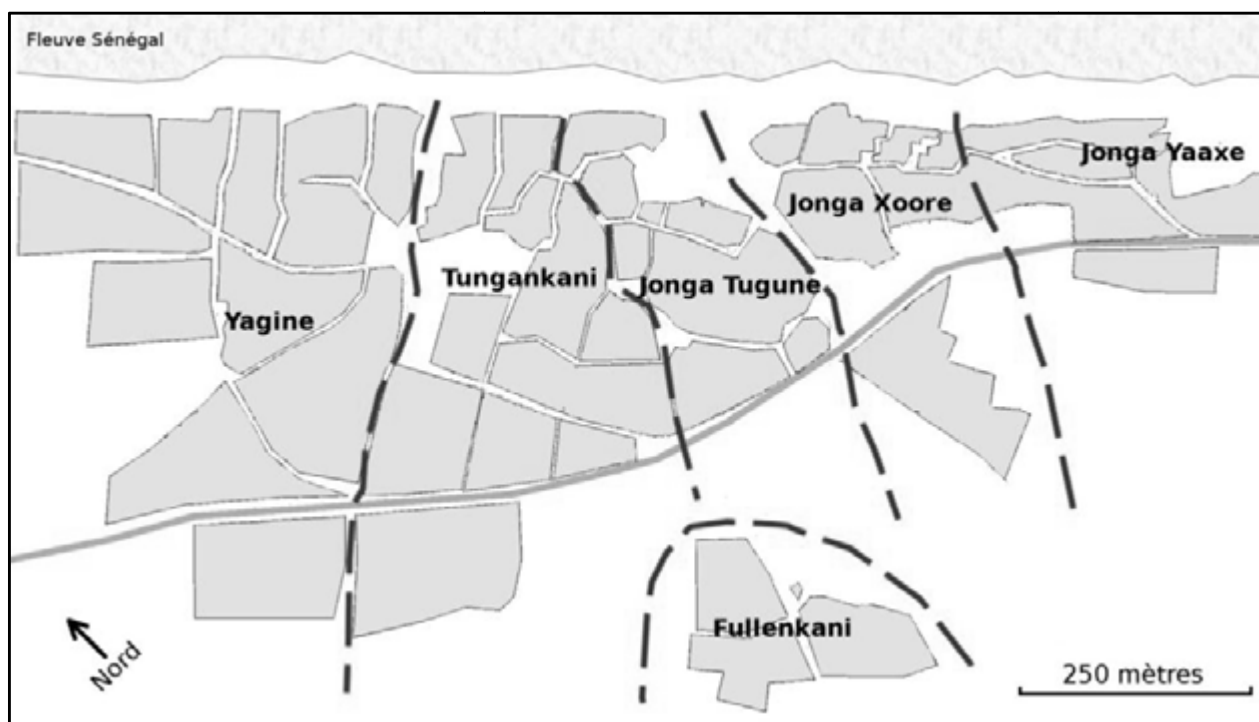 Fleuve Sénégal
Jonga Yaaxe
Jonga Xoore
Tungankani
Jonga Tugune
Yagine
Fullenkani
Nord
250 mètres